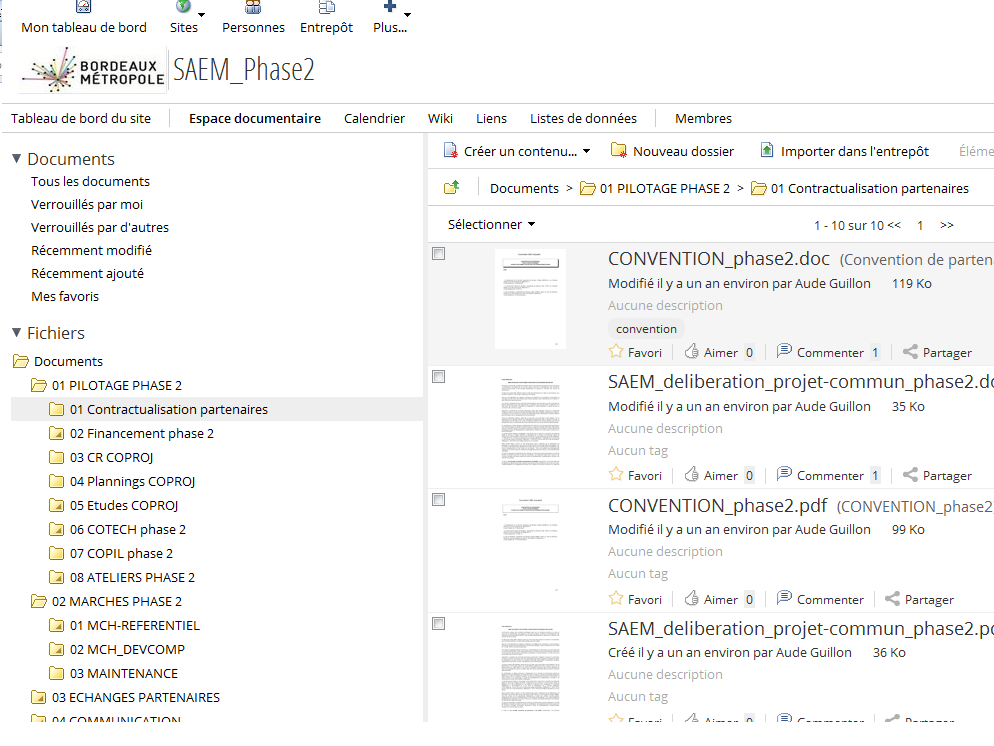 Mon tableau de bord Sites Personnes Entrepôt Plus...
BORDEAUX
MÉTROPOLE
SAEM_Phase2
Tableau de bord du site Espace documentaire Calendrier Wiki Liens Listes de données Membres
Documents
Tous les documents
Verrouillés par moi
Verrouillés par d'autres
Récemment modifié
Récemment ajouté
Mes favoris
Fichiers
Documents
01 PILOTAGE PHASE 2
01 Contractualisation partenaires
02 Financement phase 2
03 CR COPROJ
04 Plannings COPROJ
05 Etudes COPROJ
06 COTECH phase 2
07 COPIL phase 2
08 ATELIERS PHASE 2
02 MARCHES PHASE 2
01 MCH-REFERENTIEL
02 MCH_DEVCOMP
03 MAINTENANCE
03 ECHANGES PARTENAIRES
04 COMMUNICATION
Créer un contenu... Nouveau dossier Importer dans l'entrepôt Éléme
Documents > 01 PILOTAGE PHASE 2 > 01 Contractualisation partenaires
Sélectionner 1 - 10 sur 10 << 1 >>
CONVENTION_phase2.doc (Convention de parten
Modifié il y a un an environ par Aude Guillon 119 Ko
Aucune description
convention
Favori Aimer 0 Commenter 1 Partager
SAEM_deliberation_projet-commun_phase2.do
Modifié il y a un an environ par Aude Guillon 35 Ko
Aucune description
Aucun tag
Favori Aimer 0 Commenter 1 Partager
CONVENTION_phase2.pdf (CONVENTION_phase2
Modifié il y a un an environ par Aude Guillon 99 Ko
Aucune description
Aucun tag
Favori Aimer 0 Commenter Partager
SAEM_deliberation_projet-commun_phase2.pd
Créé il y a un an environ par Aude Guillon 36 Ko
Aucune description
Aucun tag
Favori Aimer 0 Commenter Partager